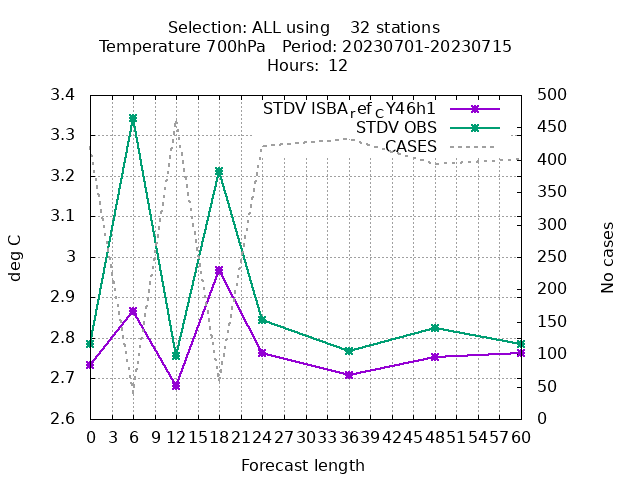 Selection: ALL using    32 stations
Temperature 700hPa   Period: 20230701-20230715
Hours: 12
STDV ISBA_ref_CY46h1
STDV OBS
CASES
3.4
3.3
3.2
3.1
3
2.9
2.8
2.7
2.6
deg C
500
450
400
350
300
250
200
150
100
50
0
No cases
0 3 6 9 12 15 18 21 24 27 30 33 36 39 42 45 48 51 54 57 60
Forecast length